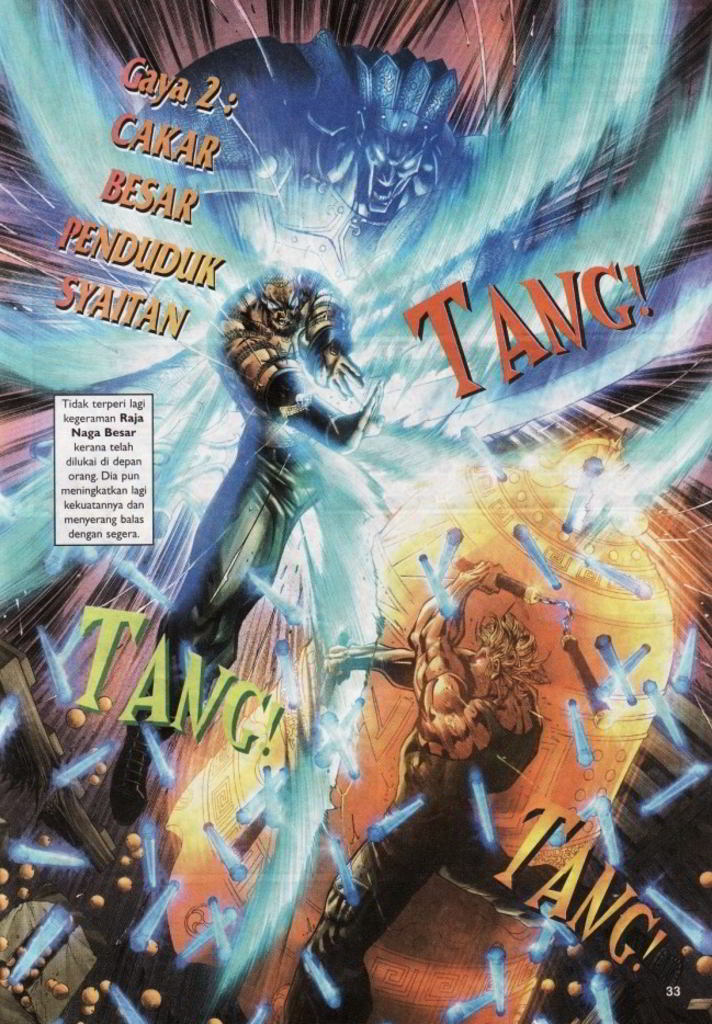 Gaya 2 :
CAKAR
BESAR
PENDUDUK
SYAITAN
TANG!
Tidak terperi lagi
kegeraman Raja
Naga Besar
kerana telah
dilukai di depan
orang. Dia pun
meningkatkan lagi
kekuatannya dan
menyerang balas
dengan segera.
TANG!
TANG!
33